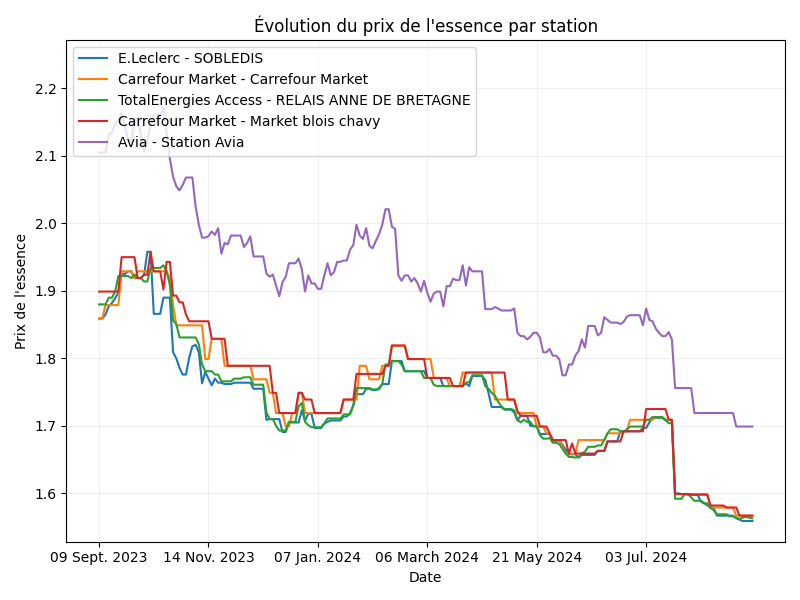 Évolution du prix de l'essence par station
E.Leclerc - SOBLEDIS
Carrefour Market - Carrefour Market
TotalEnergies Access - RELAIS ANNE DE BRETAGNE
Carrefour Market - Market blois chavy
Avia - Station Avia
Prix de l'essence
2.2
2.1
2.0
1.9
1.8
1.7
1.6
09 Sept. 2023
14 Nov. 2023
07 Jan. 2024
06 March 2024
21 May 2024
03 Jul. 2024
Date